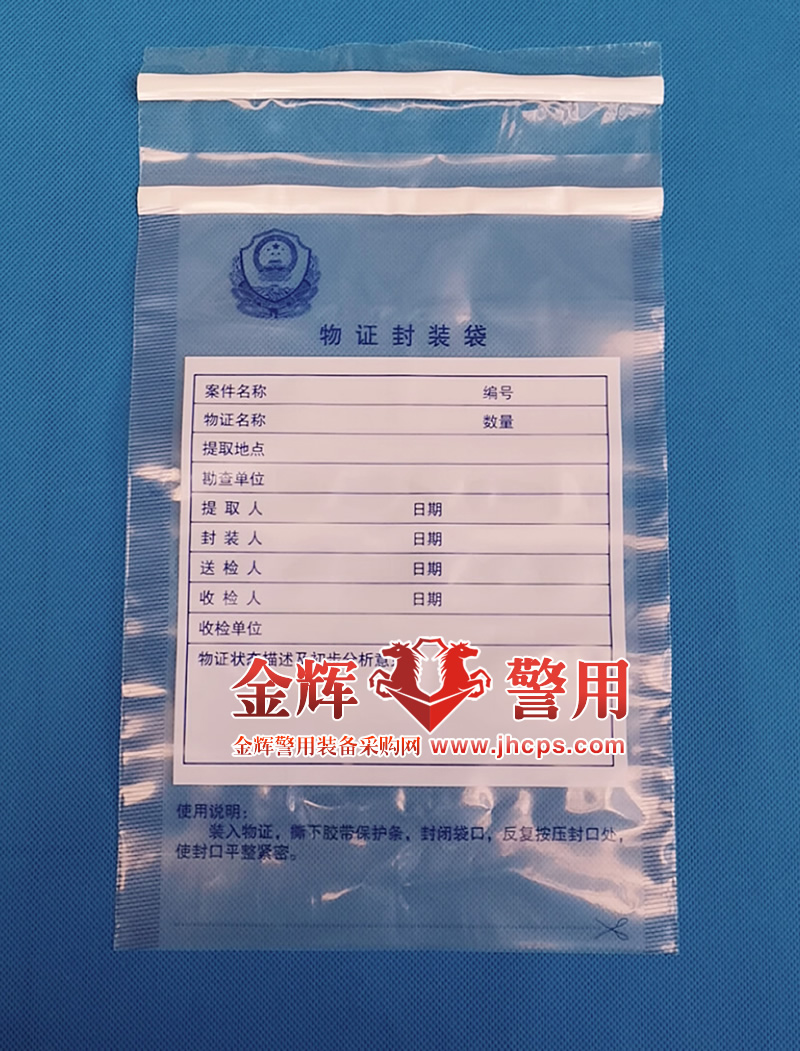 物证封装袋
案件名称 编号
物证名称 数量
提取地点
勘查单位
提取人 日期
封装人 日期
送检人 日期
收检人 日期
收检单位
物证状态描述及初步分析意
金辉 警用
金辉警用装备采购网 www.jhcps.com
使用说明：
装入物证，撕下胶带保护条，封闭袋口，反复按压封口处，
使封口平整紧密。